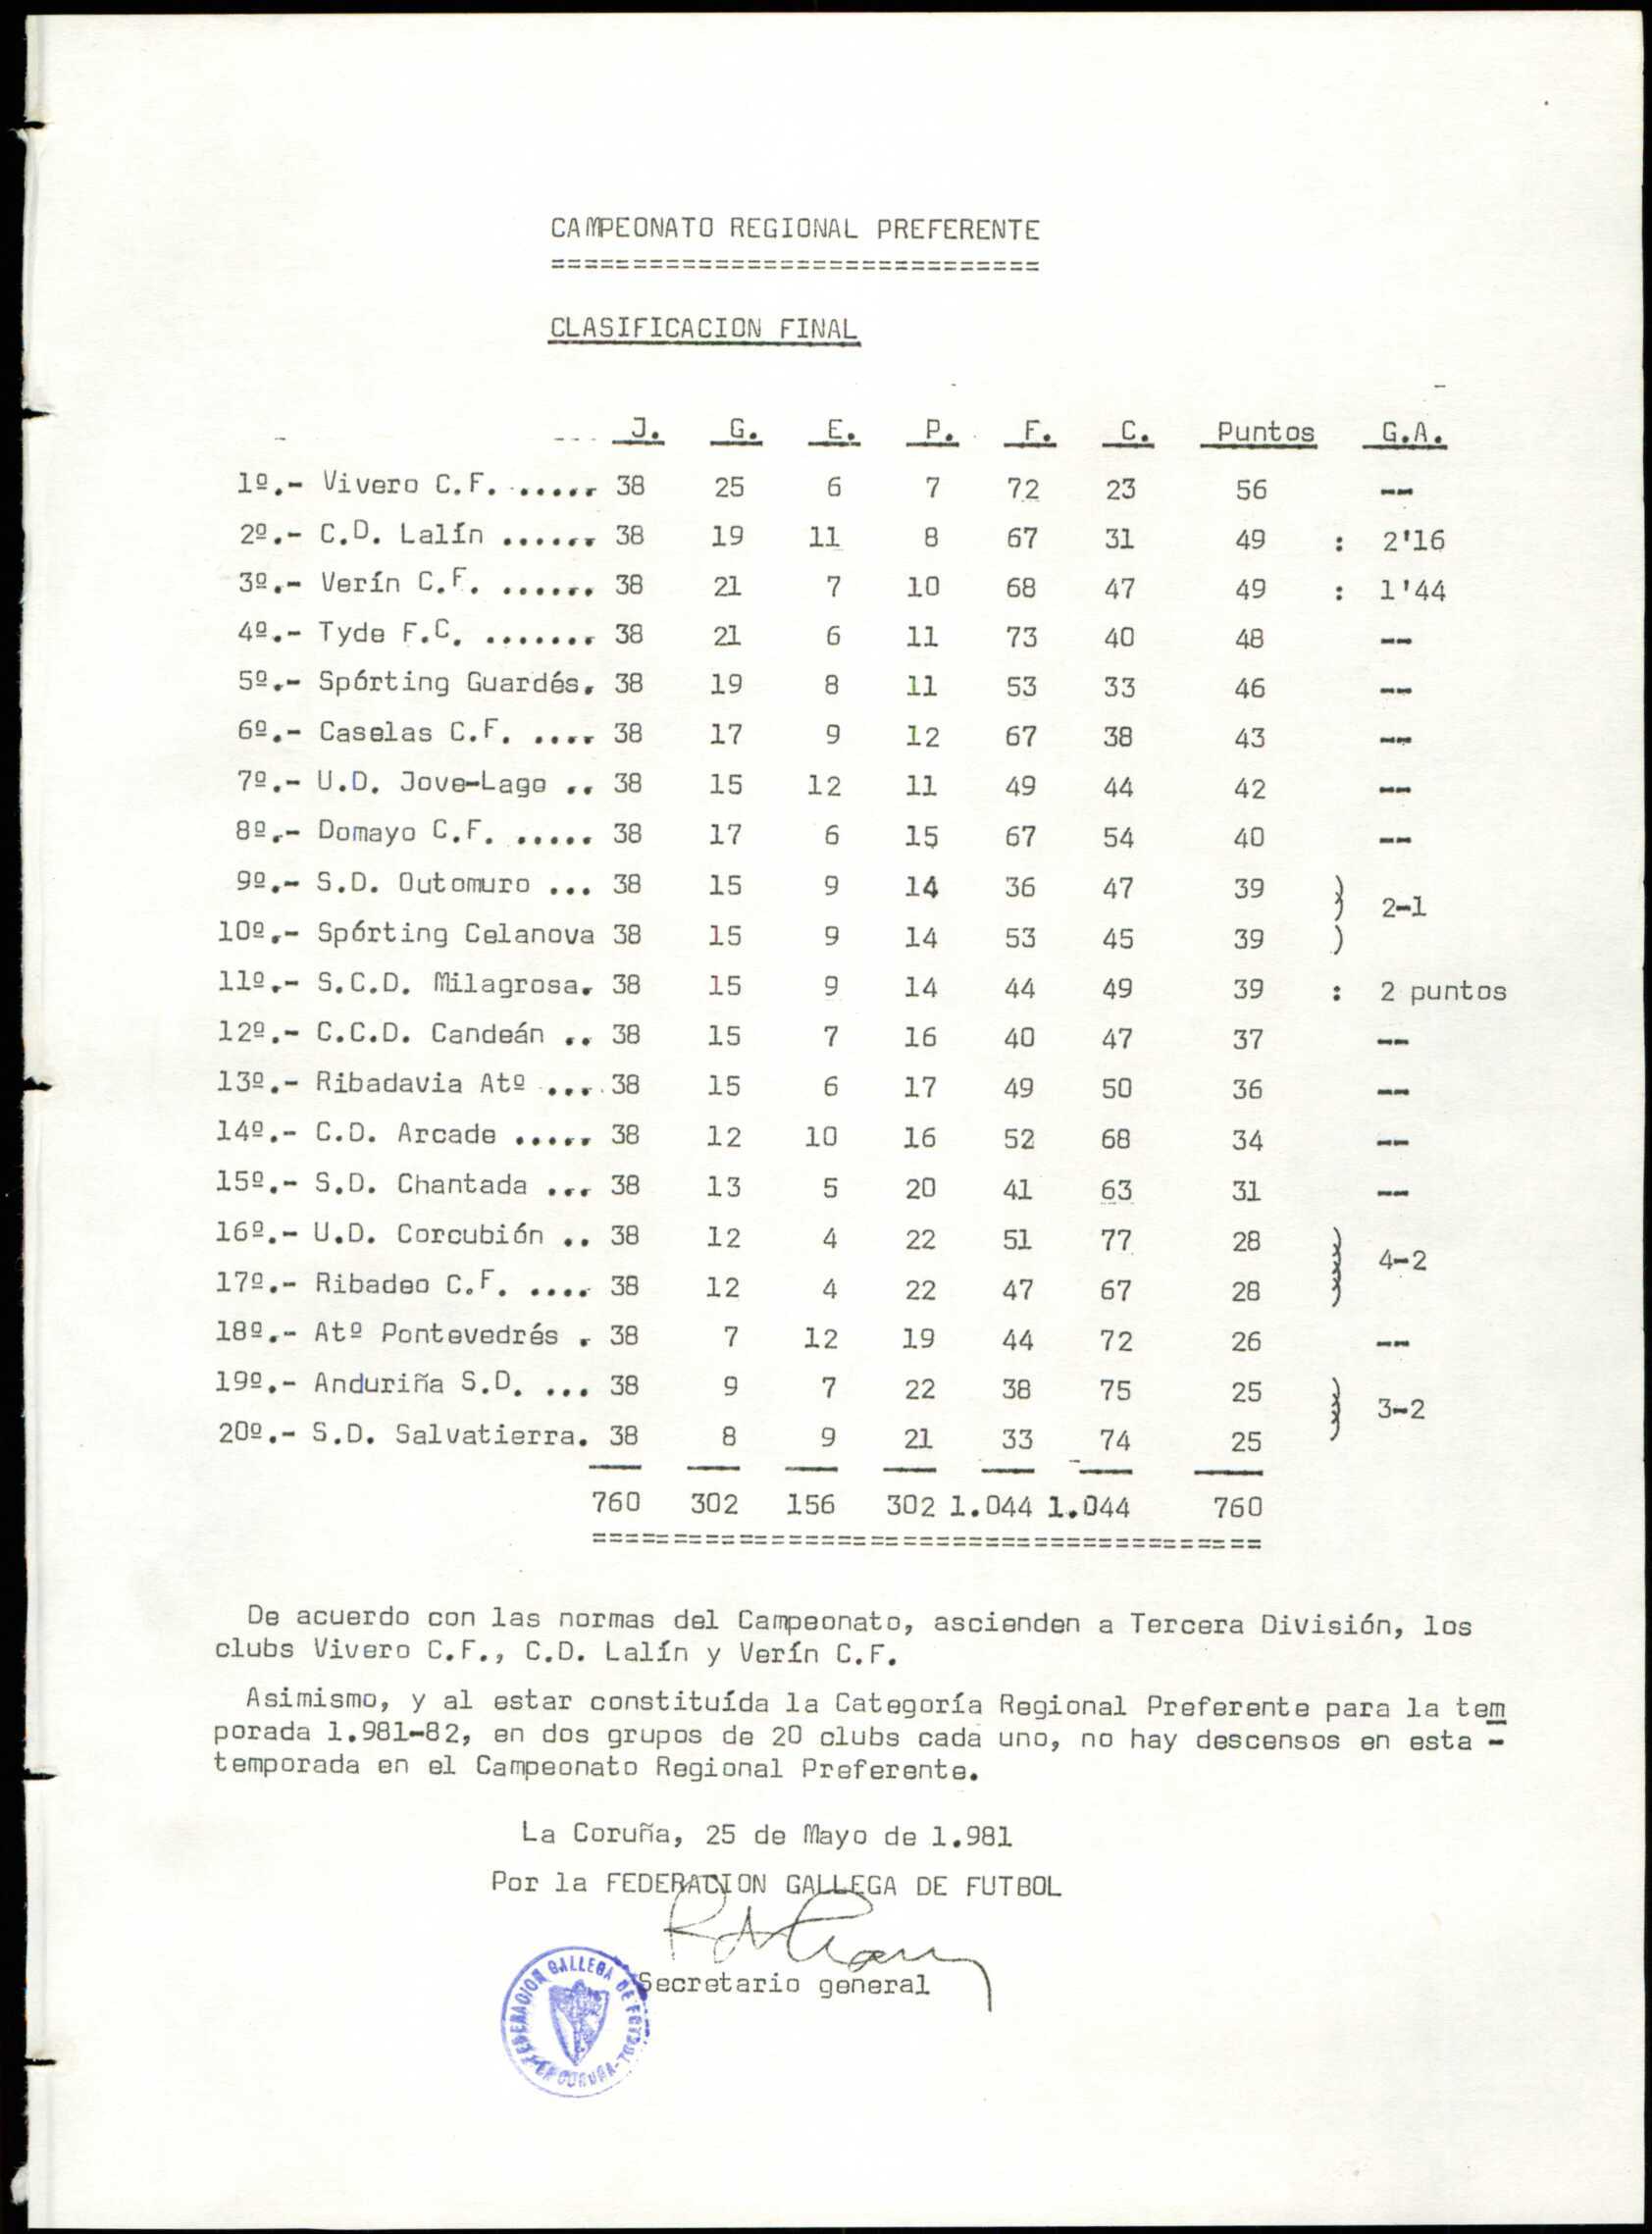 CAMPEONATO REGIONAL PREFERENTE
==============================
CLASIFICACION FINAL
J. G. E. P. F. C. Puntos G.A.
1º.- Vivero C.F. ...... 38 25 6 7 72 23 56 --
2º.- C.D. Lalín ...... 38 19 11 8 67 31 49 : 2'16
3º.- Verín C.F. ...... 38 21 7 10 68 47 49 : 1'44
4º.- Tyde F.C. ....... 38 21 6 11 73 40 48 --
5º.- Spórting Guardés. 38 19 8 11 53 33 46 --
6º.- Caselas C.F. .... 38 17 9 12 67 38 43 --
7º.- U.D. Jove-Lago .. 38 15 12 11 49 44 42 --
8º.- Domayo C.F. ..... 38 17 6 15 67 54 40 --
9º.- S.D. Outomuro ... 38 15 9 14 36 47 39 ) 2-1
10º.- Spórting Celanova 38 15 9 14 53 45 39 )
11º.- S.C.D. Milagrosa. 38 15 9 14 44 49 39 : 2 puntos
12º.- C.C.D. Candeán .. 38 15 7 16 40 47 37 --
13º.- Ribadavia Atº .... 38 15 6 17 49 50 36 --
14º.- C.D. Arcade ..... 38 12 10 16 52 68 34 --
15º.- S.D. Chantada ... 38 13 5 20 41 63 31 --
16º.- U.D. Corcubión .. 38 12 4 22 51 77 28 ) 4-2
17º.- Ribadeo C.F. .... 38 12 4 22 47 67 28 )
18º.- Atº Pontevedrés . 38 7 12 19 44 72 26 --
19º.- Anduriña S.D. ... 38 9 7 22 38 75 25 ) 3-2
20º.- S.D. Salvatierra. 38 8 9 21 33 74 25 )
760 302 156 302 1.044 1.044 760
=========================================
De acuerdo con las normas del Campeonato, ascienden a Tercera División, los
clubs Vivero C.F., C.D. Lalín y Verín C.F.
Asimismo, y al estar constituída la Categoría Regional Preferente para la tem
porada 1.981-82, en dos grupos de 20 clubs cada uno, no hay descensos en esta -
temporada en el Campeonato Regional Preferente.
La Coruña, 25 de Mayo de 1.981
Por la FEDERACION GALLEGA DE FUTBOL
Secretario general
FEDERACION GALLEGA DE FUTBOL
LA CORUÑA